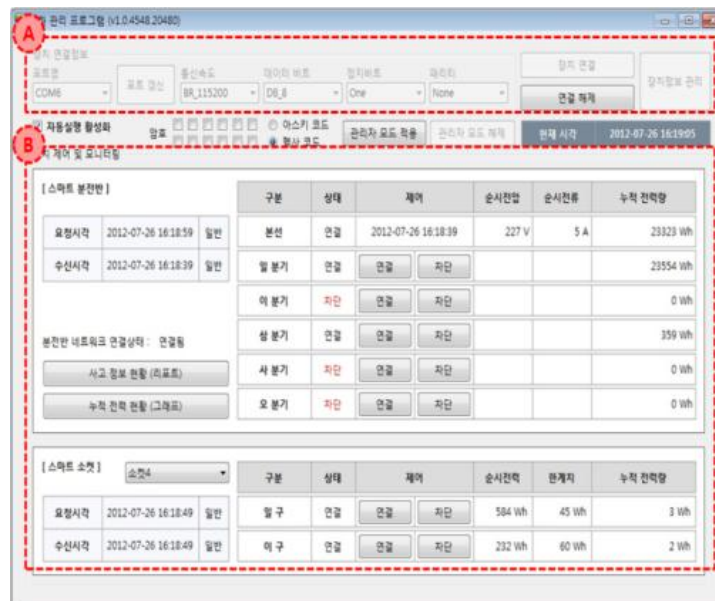 관리 프로그램 (v1.0.4548.20480)
A
장치 연결정보
포트명 통신속도 데이터 비트 정지비트 패리티
COM6 포트 갱신 BR_115200 DB_8 One None
장치 연결
연결 해제
장치정보 관리
자동실행 활성화 암호 아스키 코드 관리자 모드 적용 관리자 모드 해제 현재 시각 2012-07-26 16:19:05
헥사 코드
B
제어 및 모니터링
[ 스마트 분전반 ]
구분 상태 제어 순시전압 순시전류 누적 전력량
요청시각 2012-07-26 16:18:59 일반 본선 연결 2012-07-26 16:18:39 227 V 5 A 23323 Wh
수신시각 2012-07-26 16:18:39 일반 일 분기 연결 연결 차단 23554 Wh
이 분기 차단 연결 차단 0 Wh
분전반 네트워크 연결상태 : 연결됨 삼 분기 연결 연결 차단 359 Wh
사고 정보 현황 (리포트) 사 분기 차단 연결 차단 0 Wh
누적 전력 현황 (그래프) 오 분기 차단 연결 차단 0 Wh
[ 스마트 소켓 ] 소켓4
구분 상태 제어 순시전력 한계치 누적 전력량
요청시각 2012-07-26 16:18:49 일반 일 구 연결 연결 차단 584 Wh 45 Wh 3 Wh
수신시각 2012-07-26 16:18:49 일반 이 구 연결 연결 차단 232 Wh 60 Wh 2 Wh